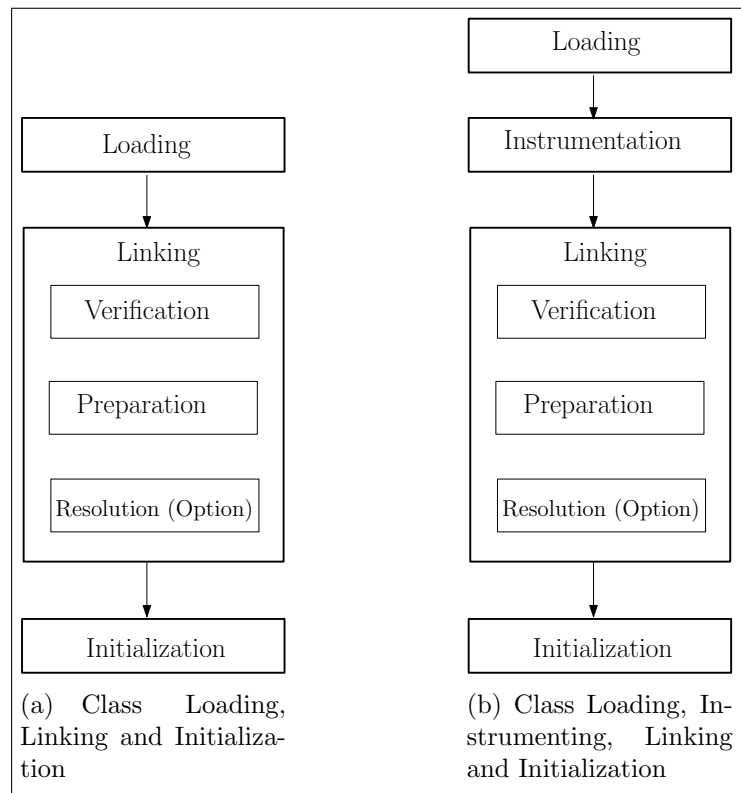 Loading
Linking
Verification
Preparation
Resolution (Option)
Initialization
(a) Class Loading,
Linking and Initializa-
tion
Loading
Instrumentation
Linking
Verification
Preparation
Resolution (Option)
Initialization
(b) Class Loading, In-
strumenting, Linking
and Initialization